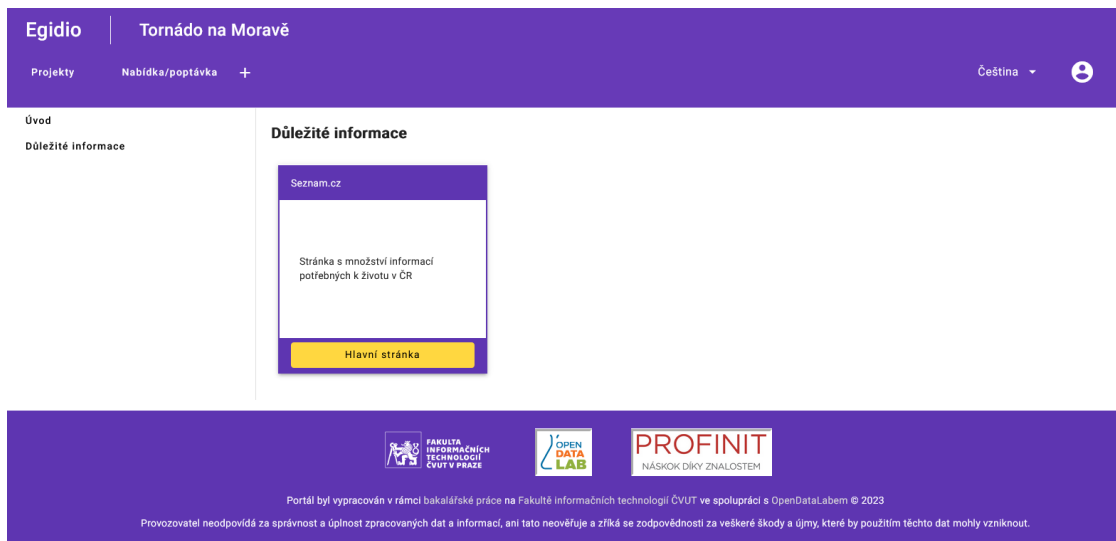 Egidio
Tornádo na Moravě
Projekty
Nabídka/poptávka +
Čeština
Úvod
Důležité informace
Důležité informace
Seznam.cz
Stránka s množství informací
potřebných k životu v ČR
Hlavní stránka
FAKULTA
INFORMAČNÍCH
TECHNOLOGIÍ
ČVUT V PRAZE
OPEN
DATA
LAB
PROFINIT
NÁSKOK DÍKY ZNALOSTEM
Portál byl vypracován v rámci bakalářské práce na Fakultě informačních technologií ČVUT ve spolupráci s OpenDataLabem © 2023
Provozovatel neodpovídá za správnost a úplnost zpracovaných dat a informací, ani tato neověřuje a zříká se zodpovědnosti za veškeré škody a újmy, které by použitím těchto dat mohly vzniknout.